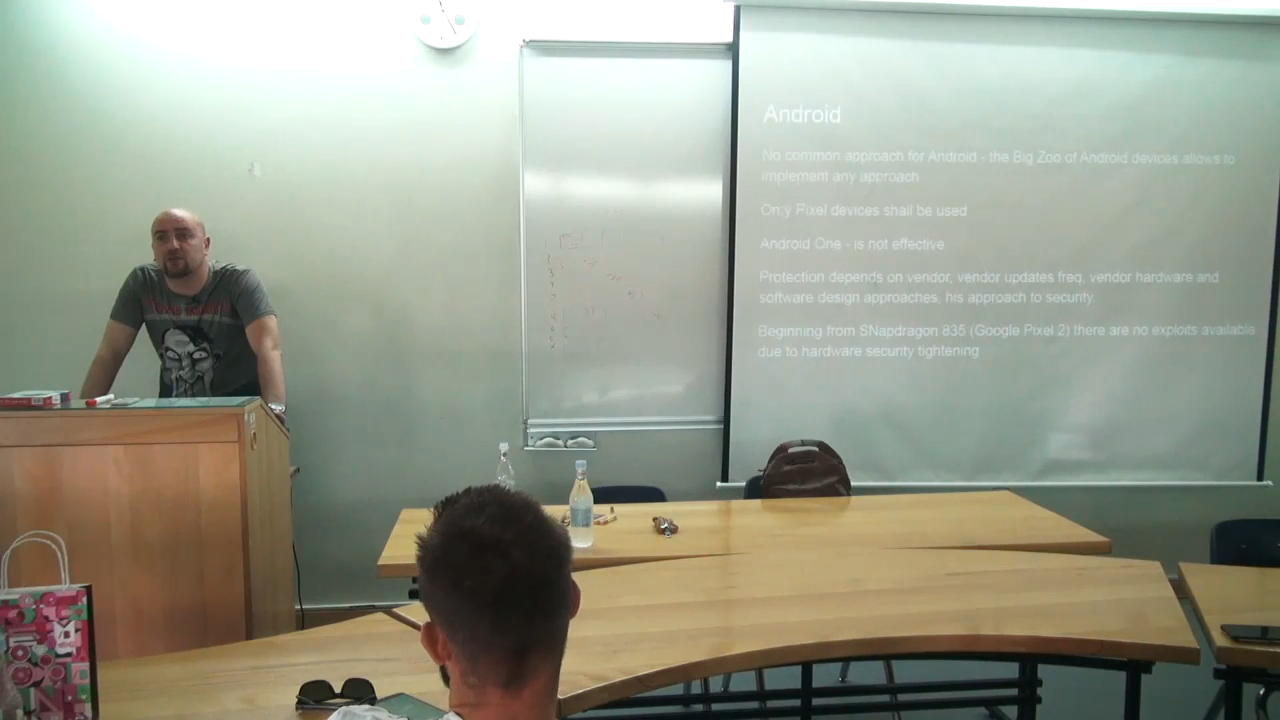 Android
No common approach for Android - the Big Zoo of Android devices allows to
implement any approach
Only Pixel devices shall be used
Android One - is not effective
Protection depends on vendor, vendor updates freq, vendor hardware and
software design approaches, his approach to security.
Beginning from SNapdragon 835 (Google Pixel 2) there are no exploits available
due to hardware security tightening